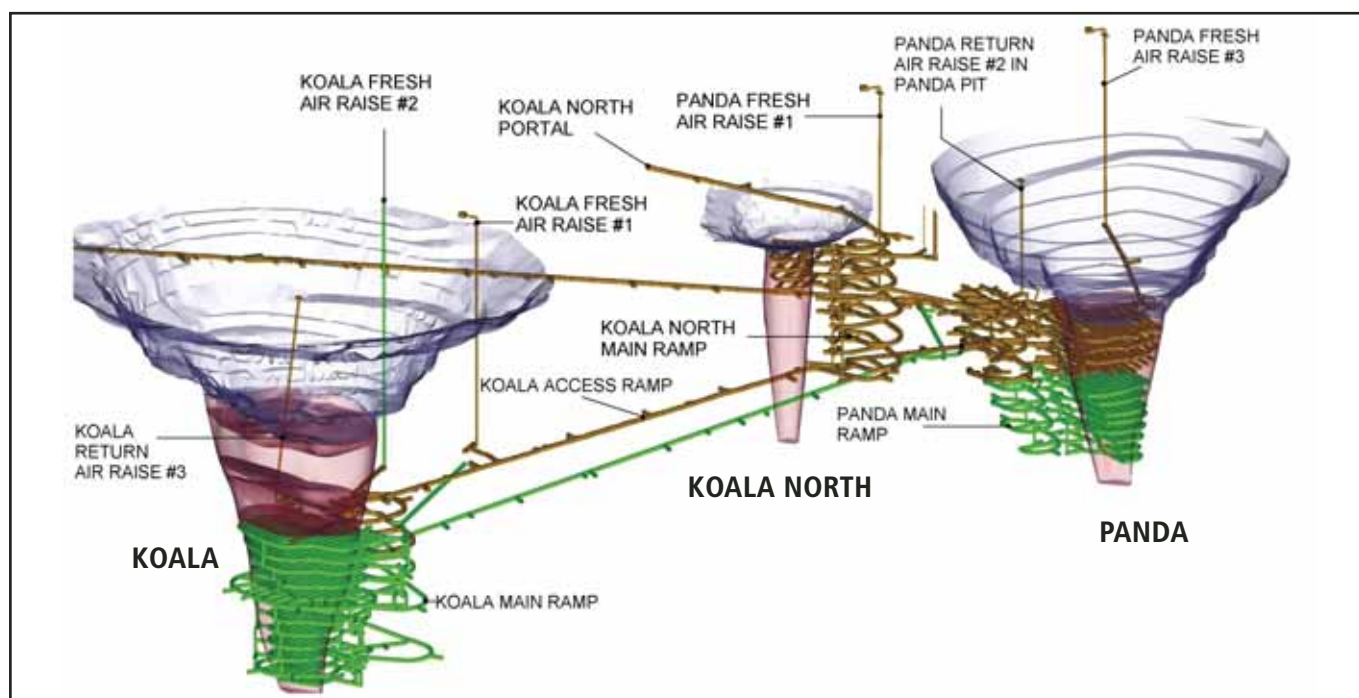 KOALA FRESH
AIR RAISE #2
KOALA NORTH
PORTAL
PANDA FRESH
AIR RAISE #1
PANDA RETURN
AIR RAISE #2 IN
PANDA PIT
PANDA FRESH
AIR RAISE #3
KOALA FRESH
AIR RAISE #1
KOALA NORTH
MAIN RAMP
KOALA ACCESS RAMP
KOALA
RETURN
AIR RAISE #3
PANDA MAIN
RAMP
KOALA NORTH
PANDA
KOALA
KOALA MAIN RAMP